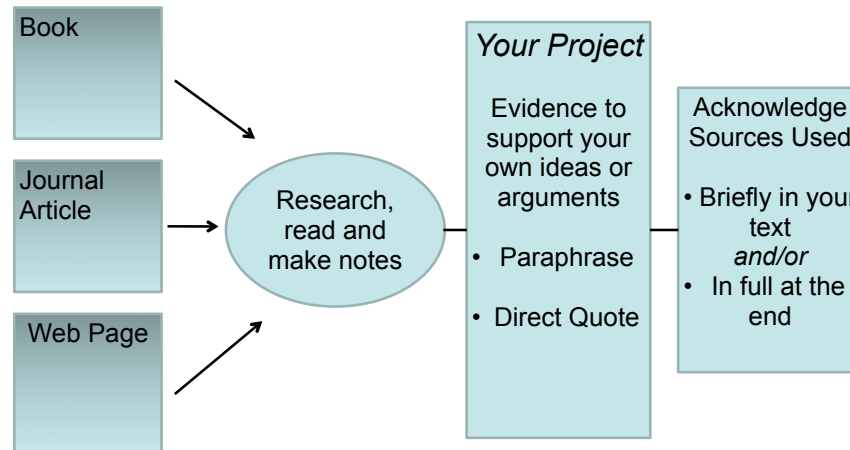 Book
Journal
Article
Web Page
Research,
read and
make notes
Your Project
Evidence to
support your
own ideas or
arguments
• Paraphrase
• Direct Quote
Acknowledge
Sources Used
• Briefly in your
text
and/or
• In full at the
end